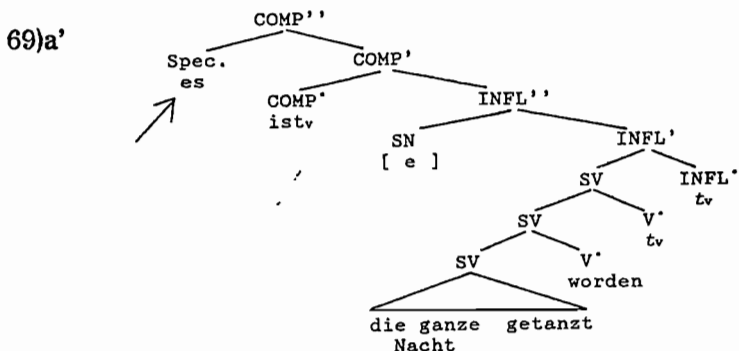 69)a'
COMP''
Spec. COMP'
es
COMP° INFL''
istv
SN INFL'
[ e ]
SV INFL°
tv
SV V°
tv
SV V°
worden
die ganze getanzt
Nacht